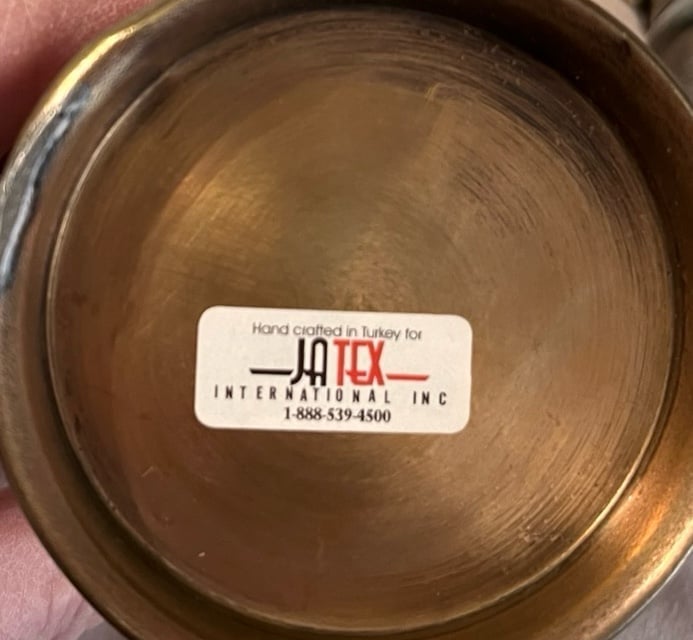 Hand crafted in Turkey for
JATEX
INTERNATIONAL INC
1-888-539-4500